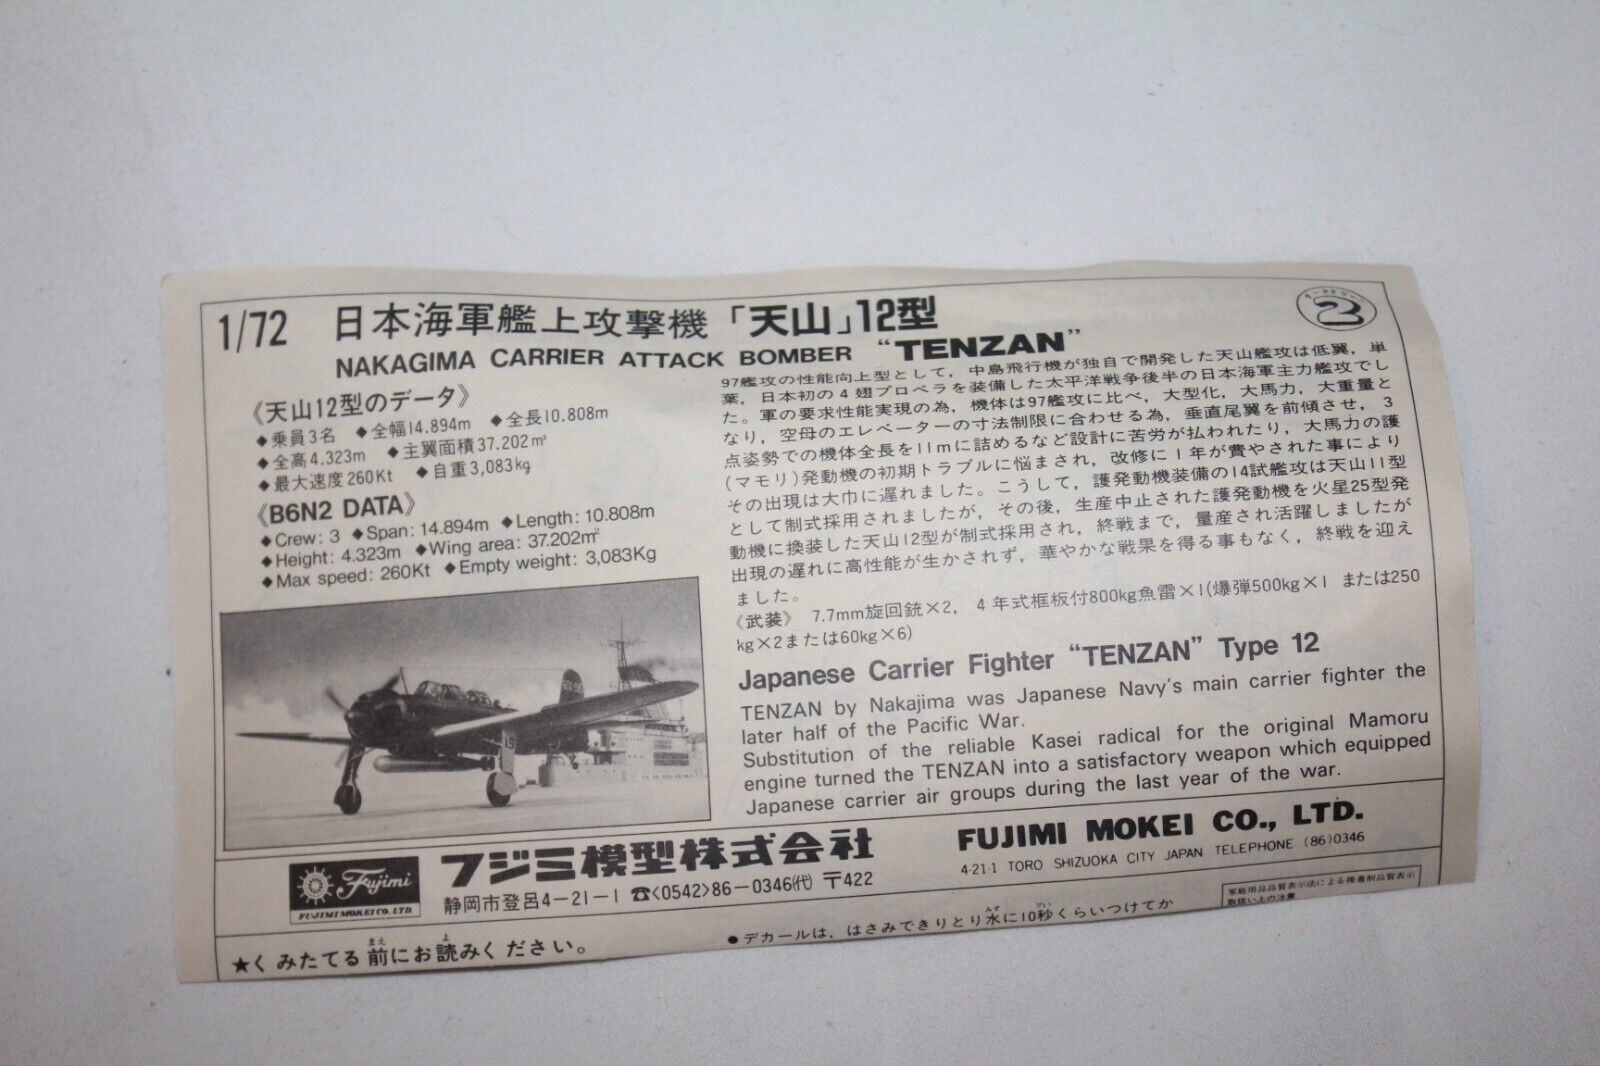 1/72 日本海軍艦上攻撃機「天山」12型
NAKAGIMA CARRIER ATTACK BOMBER "TENZAN"
《天山12型のデータ》
◆乗員3名 ◆全幅14.894m ◆全長10.808m
◆全高4.323m ◆主翼面積37.202㎡
◆最大速度260Kt ◆自重3,083kg
《B6N2 DATA》
◆Crew: 3 ◆Span: 14.894m ◆Length: 10.808m
◆Height: 4.323m ◆Wing area: 37.202㎡
◆Max speed: 260Kt ◆Empty weight: 3,083Kg
97艦攻の性能向上型として，中島飛行機が独自で開発した天山艦攻は低翼，単
葉，日本初の4翅プロペラを装備した太平洋戦争後半の日本海軍主力艦攻でし
た。軍の要求性能実現の為，機体は97艦攻に比べ，大型化，大馬力，大重量と
なり，空母のエレベーターの寸法制限に合わせる為，垂直尾翼を前傾させ，3
点姿勢での機体全長を11mに詰めるなど設計に苦労が払われたり，大馬力の護
(マモリ)発動機の初期トラブルに悩まされ，改修に1年が費やされた事により
その出現は大巾に遅れました。こうして，護発動機装備の14試艦攻は天山11型
として制式採用されましたが，その後，生産中止された護発動機を火星25型発
動機に換装した天山12型が制式採用され，終戦まで，量産され活躍しましたが
出現の遅れに高性能が生かされず，華やかな戦果を得る事もなく，終戦を迎え
ました。
《武装》 7.7mm旋回銃×2，4年式框板付800kg魚雷×1(爆弾500kg×1 または250
kg×2または60kg×6)
Japanese Carrier Fighter "TENZAN" Type 12
TENZAN by Nakajima was Japanese Navy's main carrier fighter the
later half of the Pacific War.
Substitution of the reliable Kasei radical for the original Mamoru
engine turned the TENZAN into a satisfactory weapon which equipped
Japanese carrier air groups during the last year of the war.
Fujimi
FUJIMI MOKEI CO., LTD.
フジミ模型株式会社
静岡市登呂4-21-1 ☎<0542>86-0346(代) 〒422
FUJIMI MOKEI CO., LTD.
4-21-1 TORO SHIZUOKA CITY JAPAN TELEPHONE (86)0346
★くみたてる前にお読みください。
●デカールは，はさみできりとり水に10秒くらいつけてか
家庭用品品質表示法による接着剤品質表示
取扱い上の注意